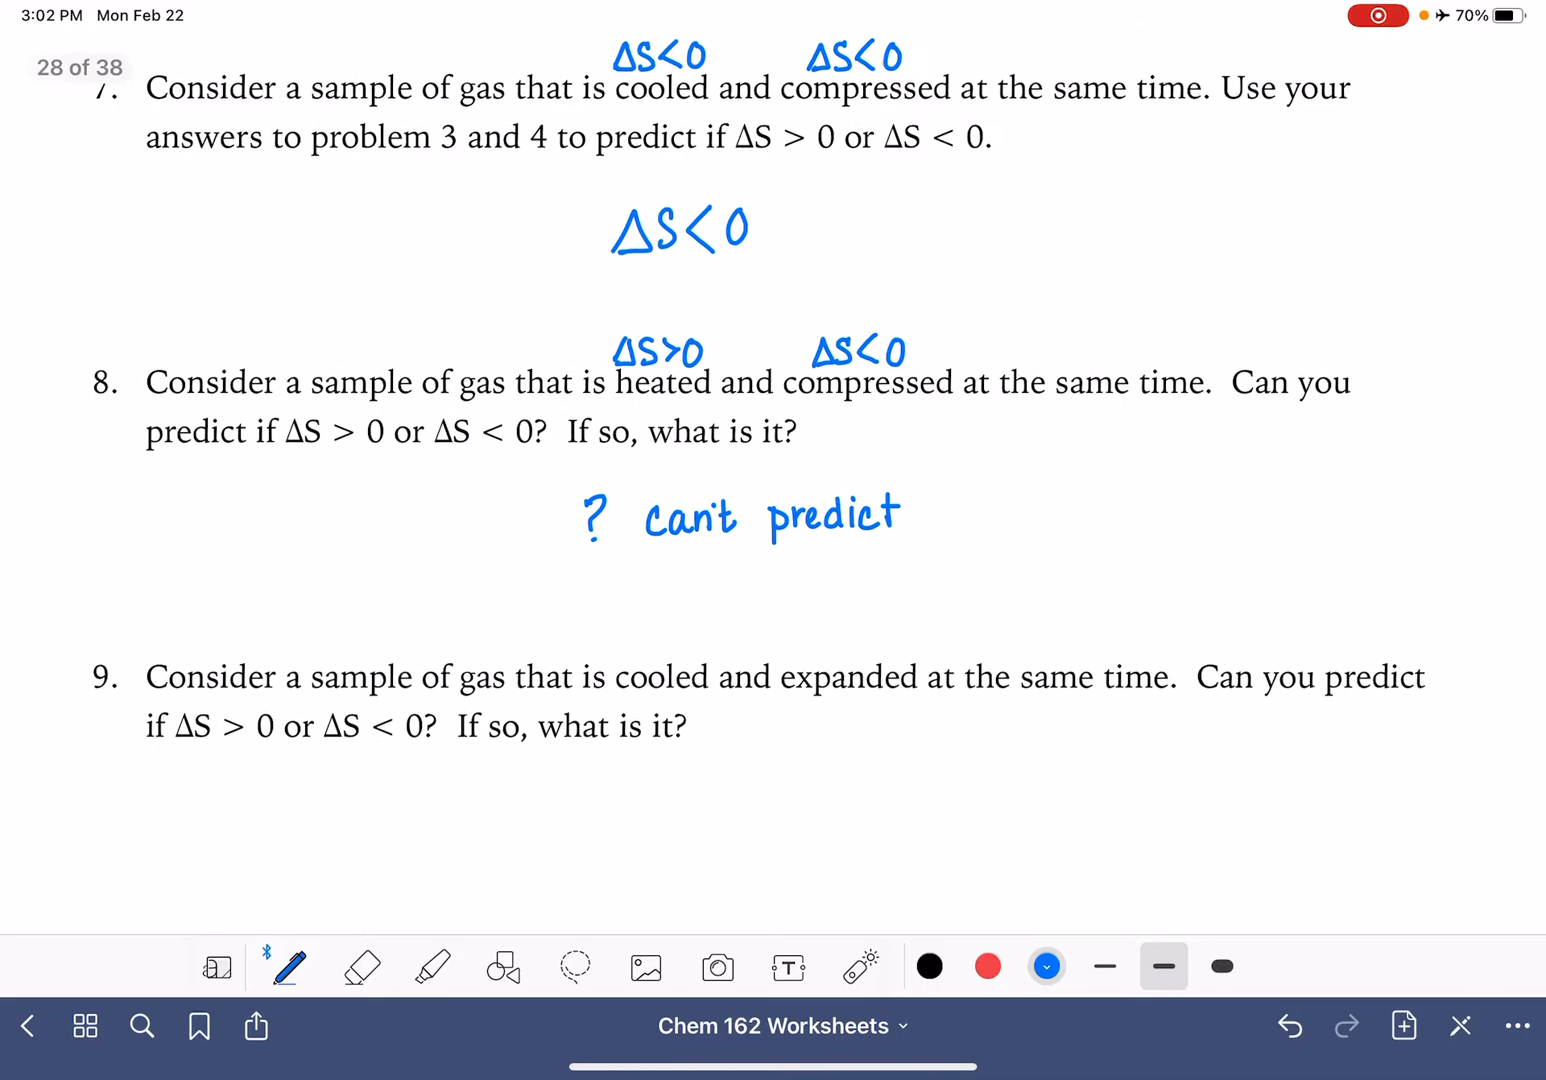 3:02 PM Mon Feb 22
70%
28 of 38
ΔS<0 ΔS<0
7. Consider a sample of gas that is cooled and compressed at the same time. Use your
answers to problem 3 and 4 to predict if ΔS > 0 or ΔS < 0.
ΔS<0
ΔS>0 ΔS<0
8. Consider a sample of gas that is heated and compressed at the same time. Can you
predict if ΔS > 0 or ΔS < 0? If so, what is it?
? can't predict
9. Consider a sample of gas that is cooled and expanded at the same time. Can you predict
if ΔS > 0 or ΔS < 0? If so, what is it?
Chem 162 Worksheets